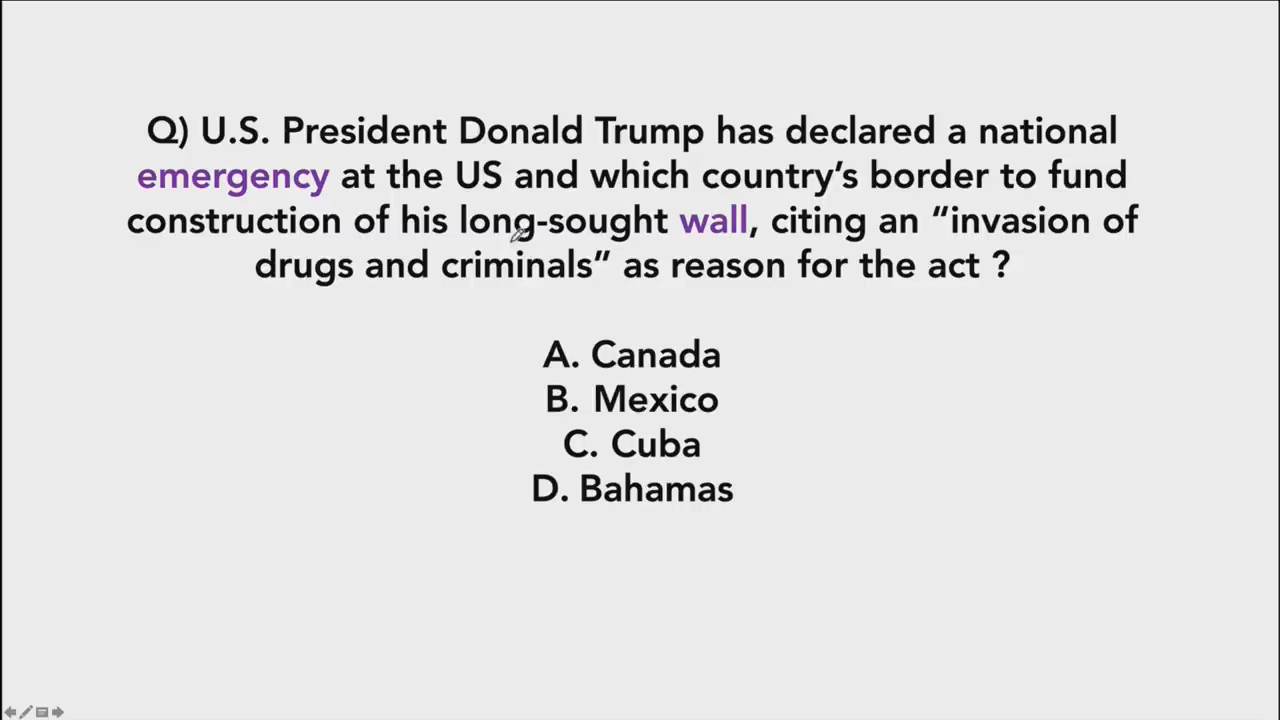 Q) U.S. President Donald Trump has declared a national
emergency at the US and which country’s border to fund
construction of his long-sought wall, citing an “invasion of
drugs and criminals” as reason for the act ?
A. Canada
B. Mexico
C. Cuba
D. Bahamas